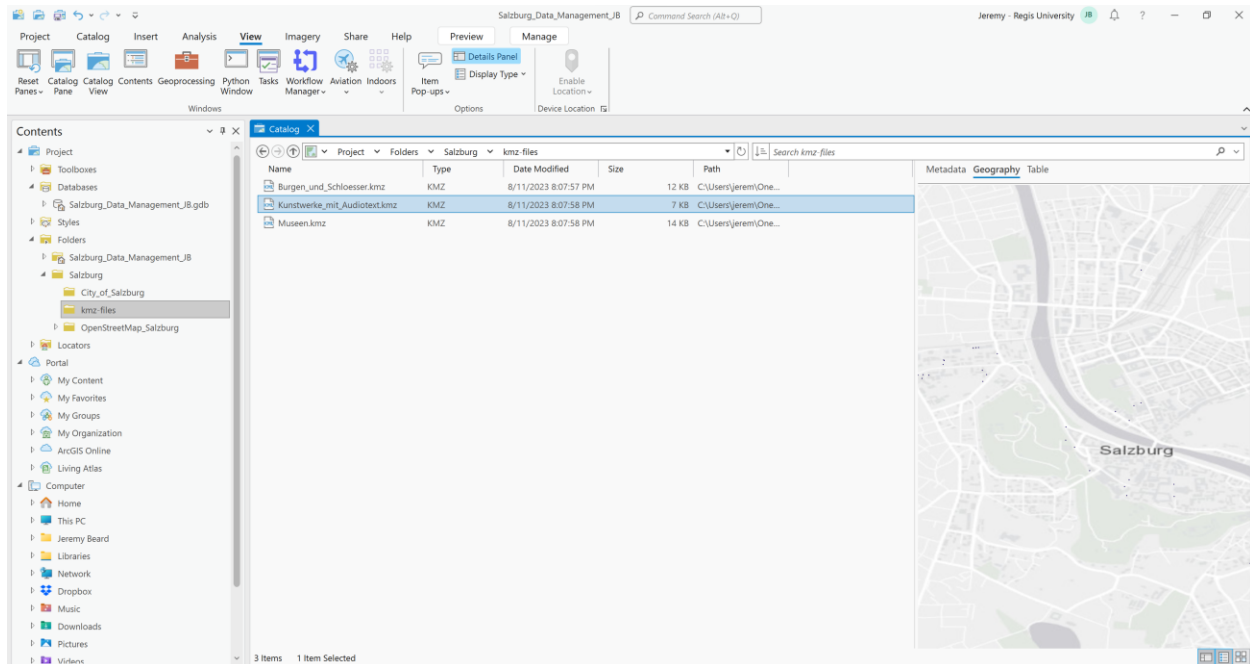 Salzburg_Data_Management_JB
Command Search (Alt+Q)
Jeremy - Regis University
JB
?
Project Catalog Insert Analysis View Imagery Share Help Preview Manage
Reset Panes
Catalog Pane
Catalog View
Contents
Geoprocessing
Python Window
Tasks
Workflow Manager
Aviation
Indoors
Windows
Item Pop-ups
Details Panel
Display Type
Options
Enable Location
Device Location
Contents
Project
Toolboxes
Databases
Salzburg_Data_Management_JB.gdb
Styles
Folders
Salzburg_Data_Management_JB
Salzburg
City_of_Salzburg
kmz-files
OpenStreetMap_Salzburg
Locators
Portal
My Content
My Favorites
My Groups
My Organization
ArcGIS Online
Living Atlas
Computer
Home
This PC
Jeremy Beard
Libraries
Network
Dropbox
Music
Downloads
Pictures
Videos
Catalog
Project Folders Salzburg kmz-files
Search kmz-files
Name Type Date Modified Size Path
Burgen_und_Schloesser.kmz KMZ 8/11/2023 8:07:57 PM 12 KB C:\Users\jerem\One...
Kunstwerke_mit_Audiotext.kmz KMZ 8/11/2023 8:07:58 PM 7 KB C:\Users\jerem\One...
Museen.kmz KMZ 8/11/2023 8:07:58 PM 14 KB C:\Users\jerem\One...
3 Items 1 Item Selected
Metadata Geography Table
Salzburg